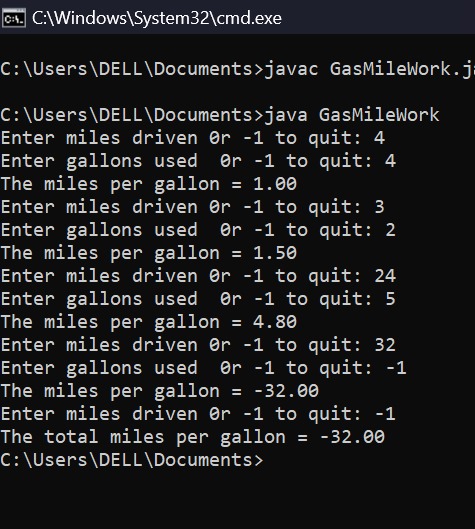 C:\Windows\System32\cmd.exe
C:\Users\DELL\Documents>javac GasMileWork.ja
C:\Users\DELL\Documents>java GasMileWork
Enter miles driven 0r -1 to quit: 4
Enter gallons used  0r -1 to quit: 4
The miles per gallon = 1.00
Enter miles driven 0r -1 to quit: 3
Enter gallons used  0r -1 to quit: 2
The miles per gallon = 1.50
Enter miles driven 0r -1 to quit: 24
Enter gallons used  0r -1 to quit: 5
The miles per gallon = 4.80
Enter miles driven 0r -1 to quit: 32
Enter gallons used  0r -1 to quit: -1
The miles per gallon = -32.00
Enter miles driven 0r -1 to quit: -1
The total miles per gallon = -32.00
C:\Users\DELL\Documents>